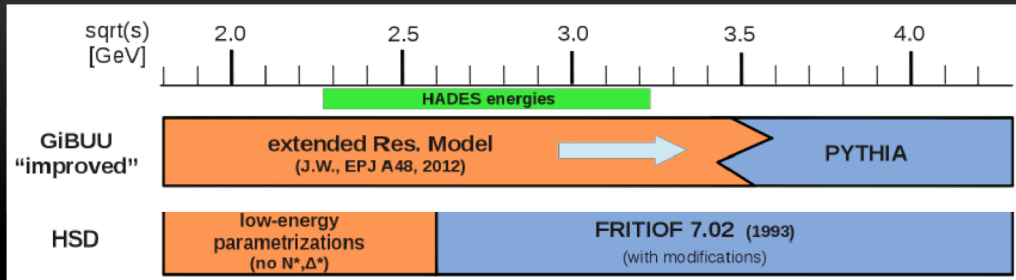 sqrt(s) 2.0 2.5 3.0 3.5 4.0
[GeV]
HADES energies
GiBUU
“improved”
extended Res. Model
(J.W., EPJ A48, 2012)
PYTHIA
HSD
low-energy
parametrizations
(no N*,Δ*)
FRITIOF 7.02 (1993)
(with modifications)